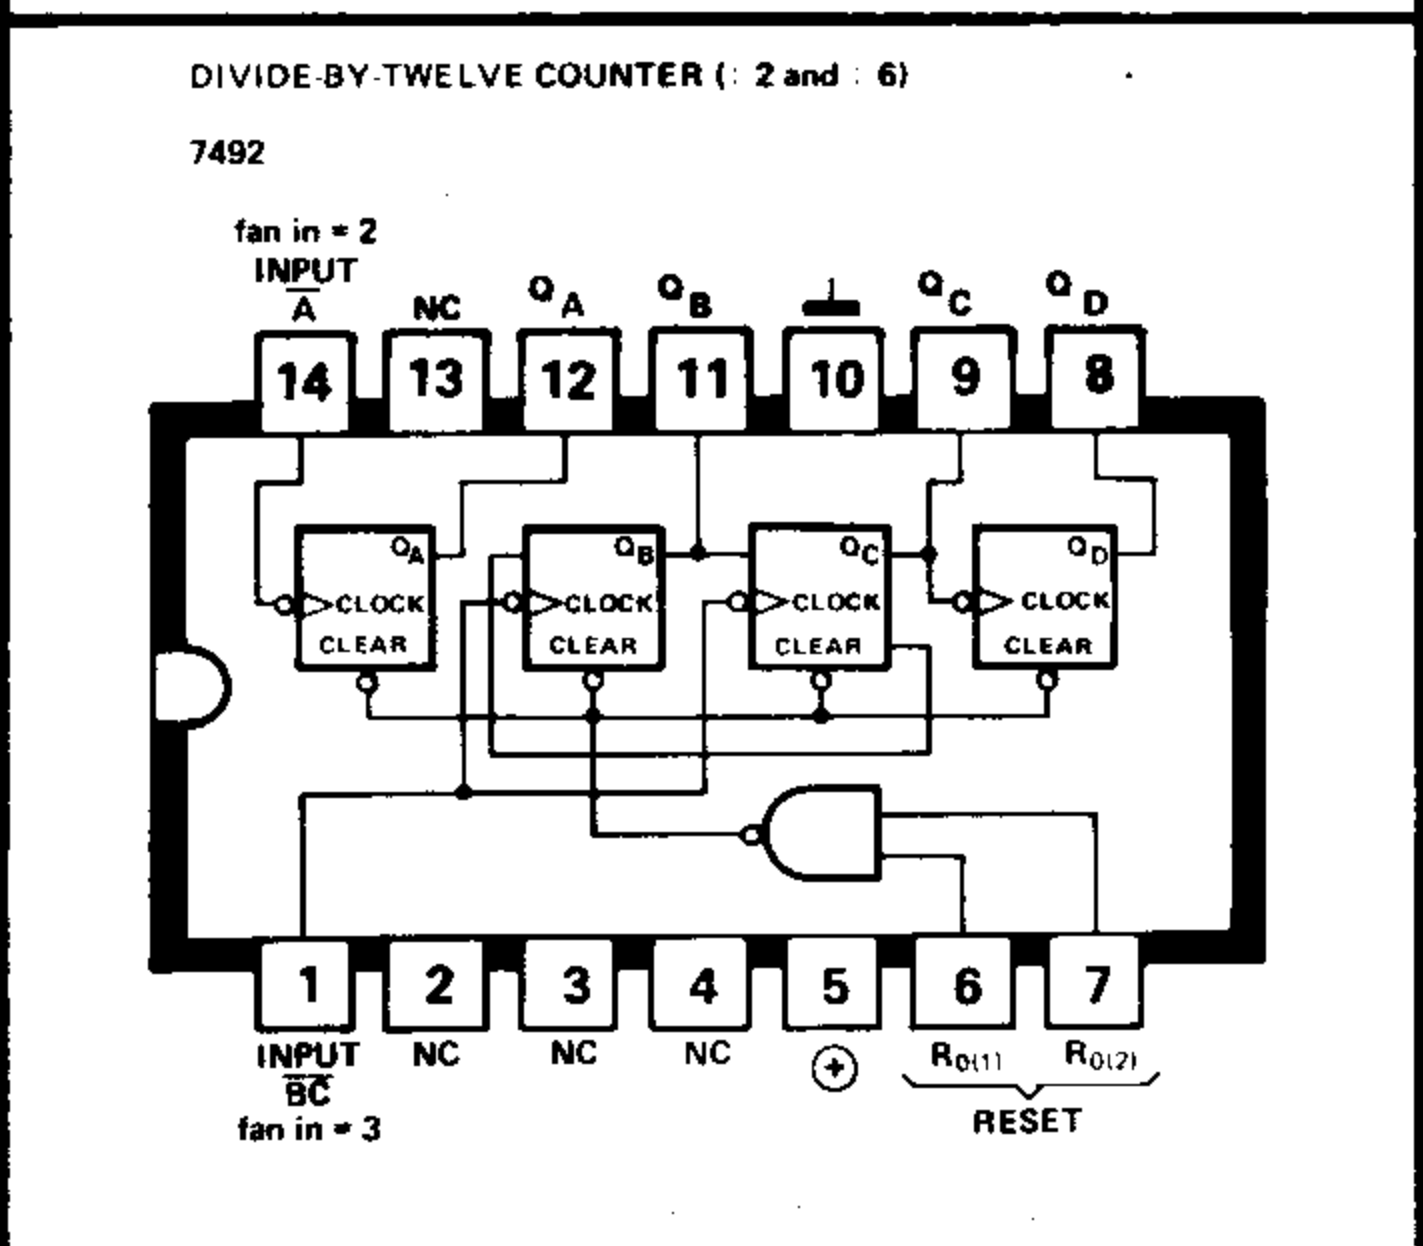 DIVIDE-BY-TWELVE COUNTER (: 2 and : 6)
7492
fan in = 2
INPUT
A
NC
QA
QB
QC
QD
14
13
12
11
10
9
8
QA
CLOCK
CLEAR
QB
CLOCK
CLEAR
QC
CLOCK
CLEAR
QD
CLOCK
CLEAR
1
2
3
4
5
6
7
INPUT
BC
fan in = 3
NC
NC
NC
+
R0(1)
R0(2)
RESET